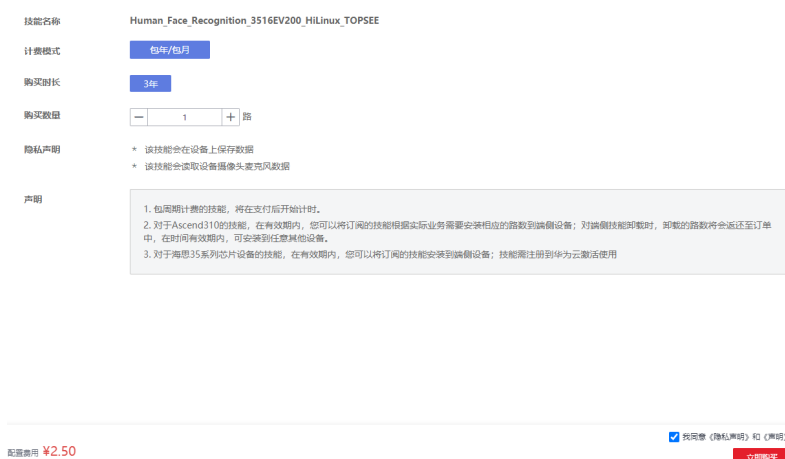 技能名称 Human_Face_Recognition_3516EV200_HiLinux_TOPSEE
计费模式 包年/包月
购买时长 3年
购买数量 1 路
隐私声明 * 该技能会在设备上保存数据
* 该技能会读取设备摄像头麦克风数据
声明
1. 包周期计费的技能，将在支付后开始计时。
2. 对于Ascend310的技能，在有效期内，您可以将订阅的技能根据实际业务需要安装相应的路数到端侧设备；对端侧技能卸载时，卸载的路数将会返还至订单
中，在时间有效期内，可安装到任意其他设备。
3. 对于海思35系列芯片设备的技能，在有效期内，您可以将订阅的技能安装到端侧设备；技能需注册到华为云激活使用
我同意《隐私声明》和《声明》
配置费用 ¥2.50
立即购买